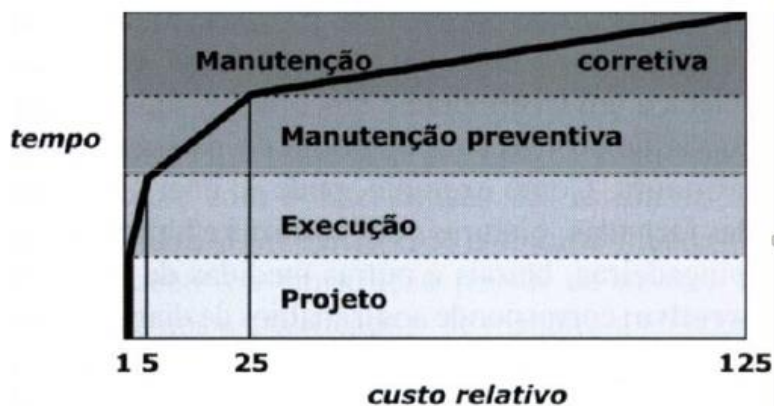 Manutenção corretiva
tempo
Manutenção preventiva
Execução
Projeto
1 5 25 125
custo relativo